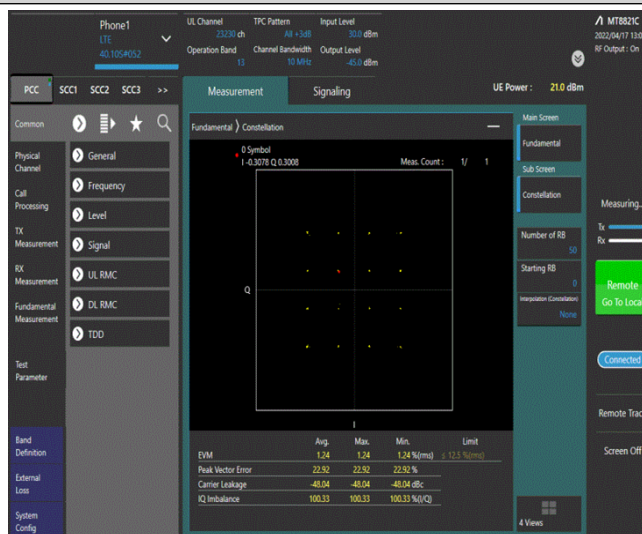 Phone1
LTE
40.105#052
UL Channel
23230 ch
TPC Pattern
All +3dB
Input Level
30.0 dBm
Operation Band
13
Channel Bandwidth
10 MHz
Output Level
-45.0 dBm
MT8821C
2022/04/17 13:0
RF Output : On
PCC SCC1 SCC2 SCC3 >>
Measurement Signaling
UE Power : 21.0 dBm
Common
Physical
Channel
Call
Processing
TX
Measurement
RX
Measurement
Fundamental
Measurement
Test
Parameter
Band
Definition
External
Loss
System
Config
General
Frequency
Level
Signal
UL RMC
DL RMC
TDD
Fundamental Constellation
0 Symbol
I -0.3078 Q 0.3008
Meas. Count : 1/ 1
Q
I
Avg. Max. Min. Limit
EVM 1.24 1.24 1.24 %(rms) ≤ 12.5 %(rms)
Peak Vector Error 22.92 22.92 22.92 %
Carrier Leakage -48.04 -48.04 -48.04 dBc
IQ Imbalance 100.33 100.33 100.33 %(I/Q)
Main Screen
Fundamental
Sub Screen
Constellation
Number of RB
50
Starting RB
0
Interpolation (Constellation)
None
4 Views
Measuring..
Tx
Rx
Remote
Go To Loca
Connected
Remote Trac
Screen Off